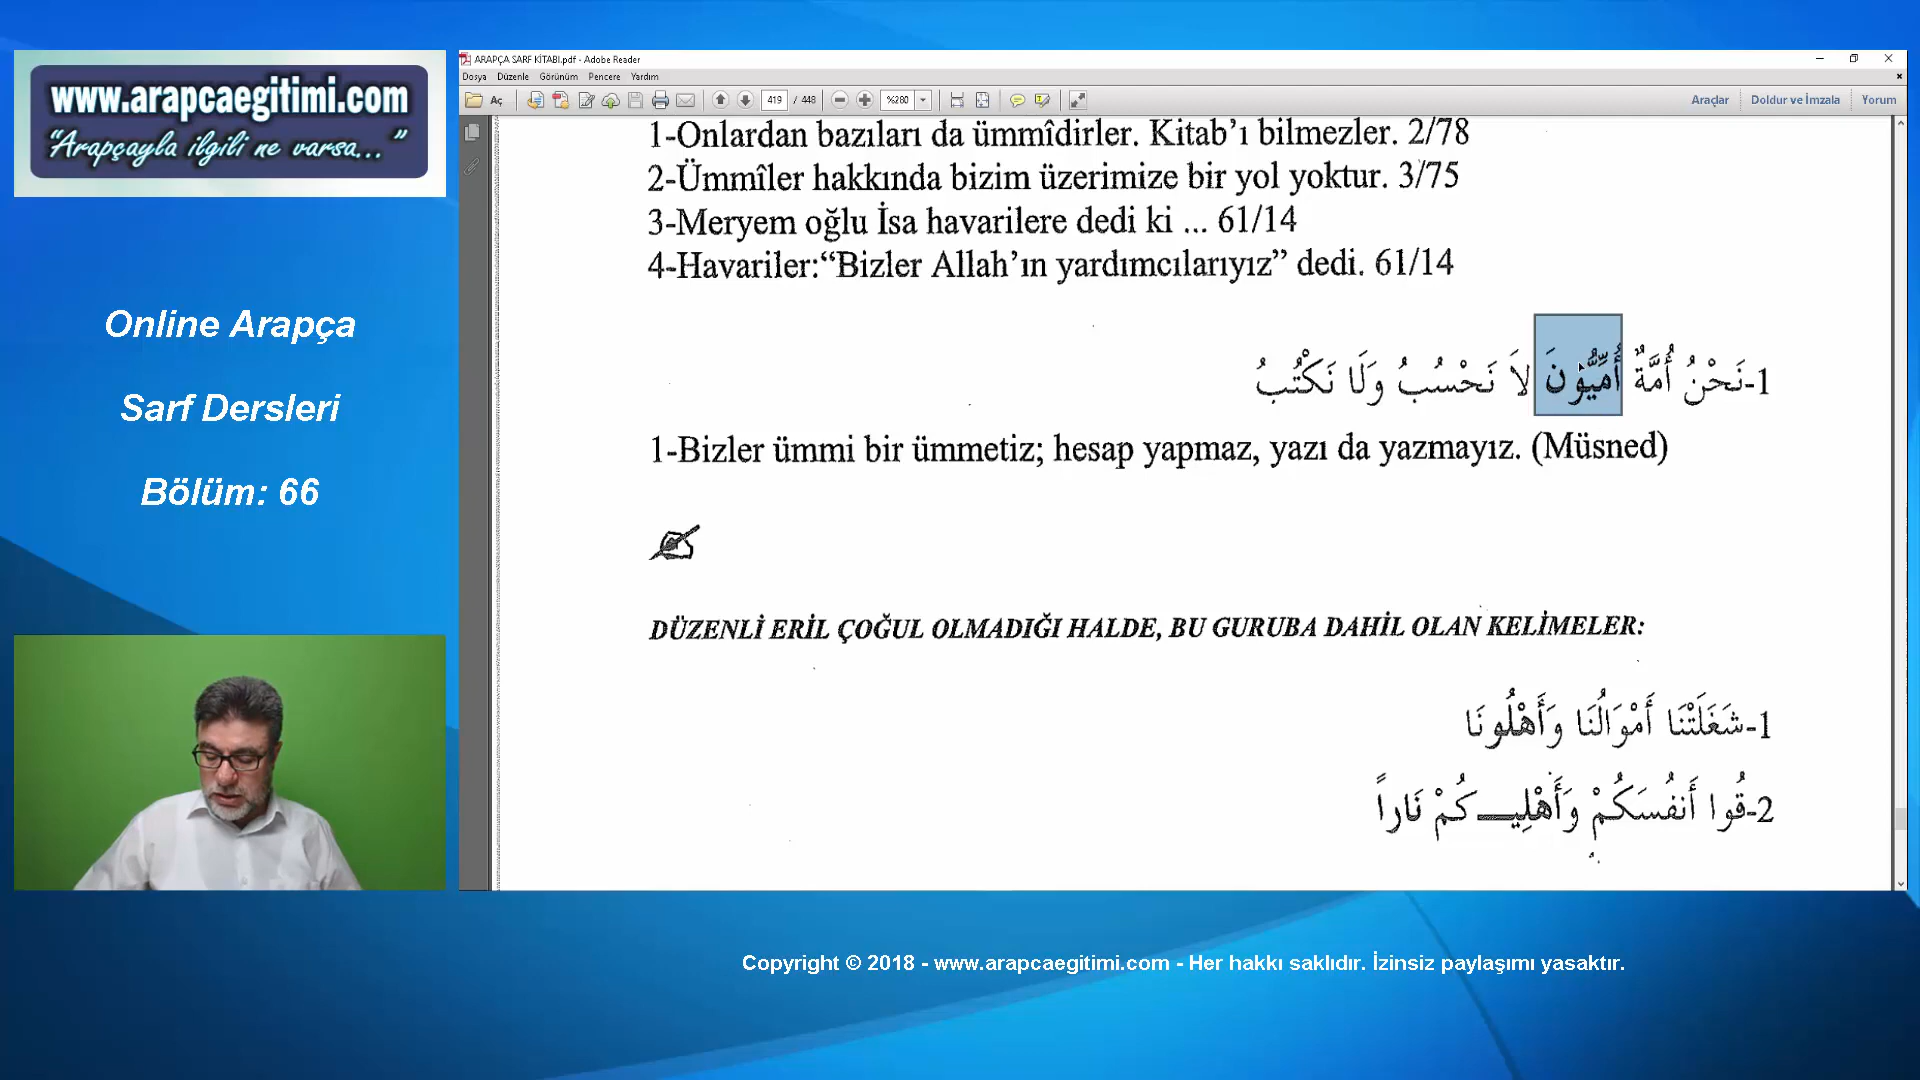 www.arapcaegitimi.com
“Arapçayla ilgili ne varsa...”
Online Arapça
Sarf Dersleri
Bölüm: 66
ARAPÇA SARF KİTABI.pdf - Adobe Reader
Dosya Düzenle Görünüm Pencere Yardım
Aç 419 / 448 %280 Araçlar Doldur ve İmzala Yorum
1-Onlardan bazıları da ümmîdirler. Kitab’ı bilmezler. 2/78
2-Ümmîler hakkında bizim üzerimize bir yol yoktur. 3/75
3-Meryem oğlu İsa havarilere dedi ki ... 61/14
4-Havariler:“Bizler Allah’ın yardımcılarıyız” dedi. 61/14
1-نَحْنُ أُمَّةٌ أُمِّيُّونَ لاَ نَحْسُبُ وَلَا نَكْتُبُ
1-Bizler ümmi bir ümmetiz; hesap yapmaz, yazı da yazmayız. (Müsned)
DÜZENLİ ERİL ÇOĞUL OLMADIĞI HALDE, BU GURUBA DAHİL OLAN KELİMELER:
1-شَغَلَتْنَا أَمْوَالُنَا وَأَهْلُونَا
2-قُوا أَنفُسَكُمْ وَأَهْلِيـــكُمْ نَاراً
Copyright © 2018 - www.arapcaegitimi.com - Her hakkı saklıdır. İzinsiz paylaşımı yasaktır.